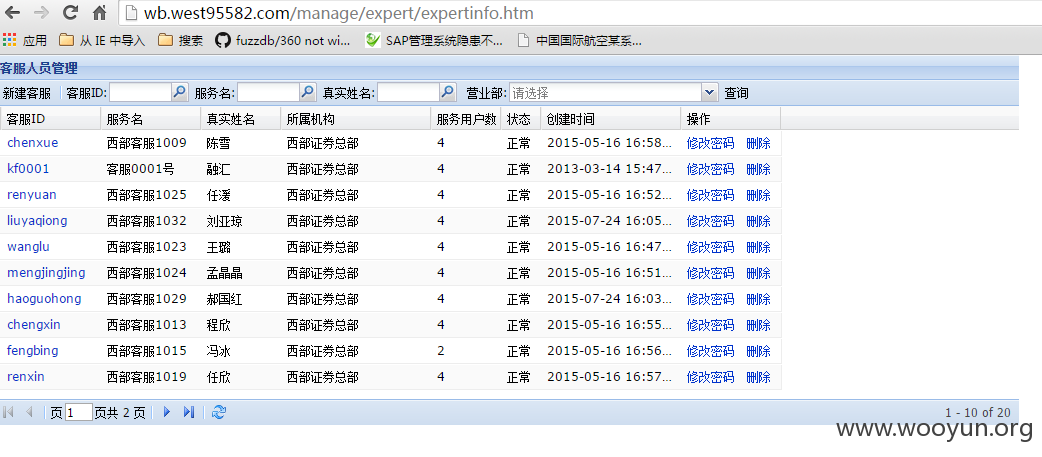 wb.west95582.com/manage/expert/expertinfo.htm
应用 从 IE 中导入 搜索 fuzzdb/360 not wi... SAP管理系统隐患不... 中国国际航空某系...
客服人员管理
新建客服 客服ID: 服务名: 真实姓名: 营业部: 请选择 查询
客服ID 服务名 真实姓名 所属机构 服务用户数 状态 创建时间 操作
chenxue 西部客服1009 陈雪 西部证券总部 4 正常 2015-05-16 16:58... 修改密码 删除
kf0001 客服0001号 融汇 西部证券总部 4 正常 2013-03-14 15:47... 修改密码 删除
renyuan 西部客服1025 任湲 西部证券总部 4 正常 2015-05-16 16:52... 修改密码 删除
liuyaqiong 西部客服1032 刘亚琼 西部证券总部 4 正常 2015-07-24 16:05... 修改密码 删除
wanglu 西部客服1023 王璐 西部证券总部 4 正常 2015-05-16 16:47... 修改密码 删除
mengjingjing 西部客服1024 孟晶晶 西部证券总部 4 正常 2015-05-16 16:51... 修改密码 删除
haoguohong 西部客服1029 郝国红 西部证券总部 4 正常 2015-07-24 16:03... 修改密码 删除
chengxin 西部客服1013 程欣 西部证券总部 4 正常 2015-05-16 16:55... 修改密码 删除
fengbing 西部客服1015 冯冰 西部证券总部 2 正常 2015-05-16 16:56... 修改密码 删除
renxin 西部客服1019 任欣 西部证券总部 4 正常 2015-05-16 16:57... 修改密码 删除
页 1 页共 2 页 1 - 10 of 20
www.wooyun.org